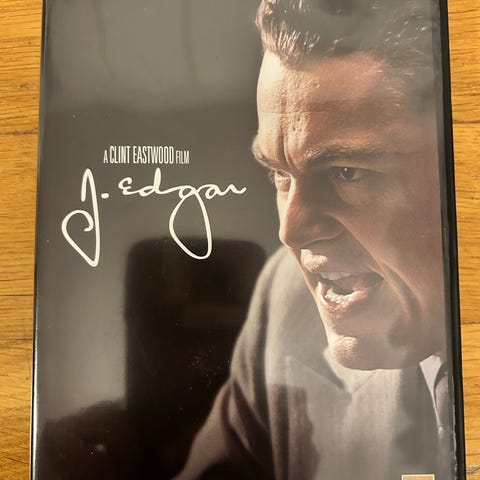 A CLINT EASTWOOD FILM
J. Edgar